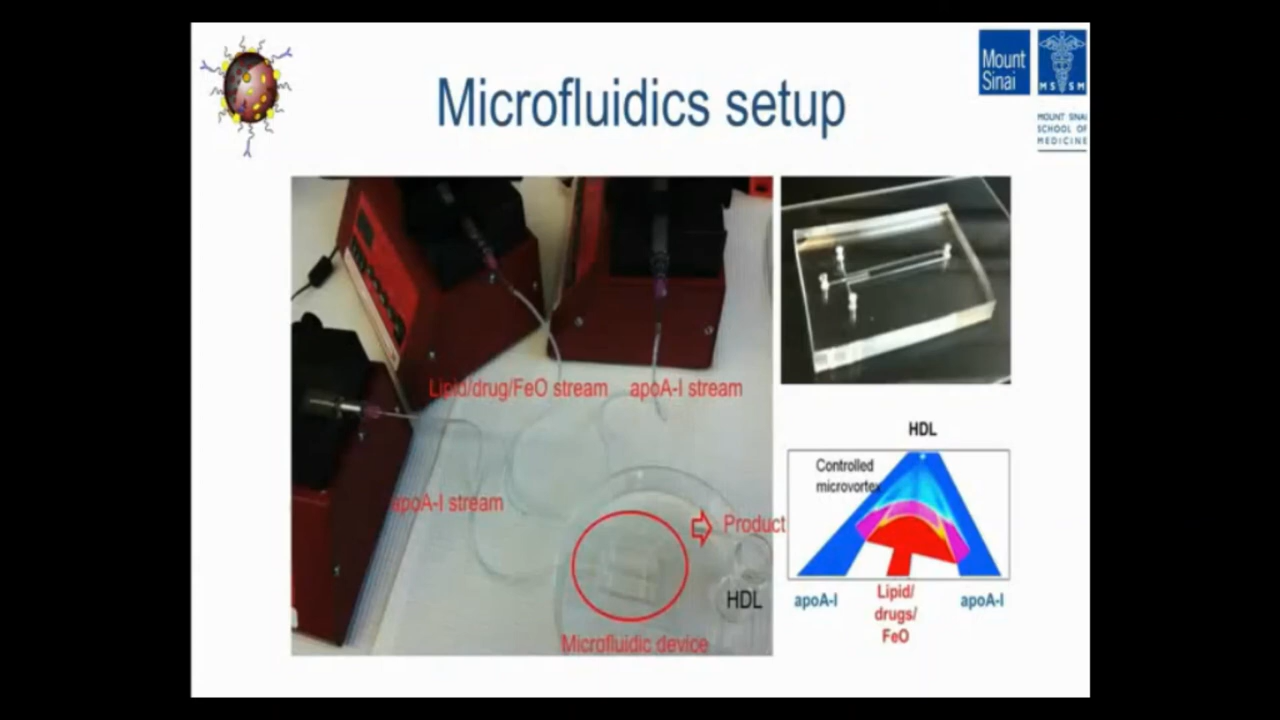 Mount
Sinai
M S S M
MOUNT SINAI
SCHOOL OF
MEDICINE
Microfluidics setup
Lipid/drug/FeO stream
apoA-I stream
apoA-I stream
Product
HDL
Microfluidic device
HDL
Controlled
microvortex
apoA-I
Lipid/
drugs/
FeO
apoA-I